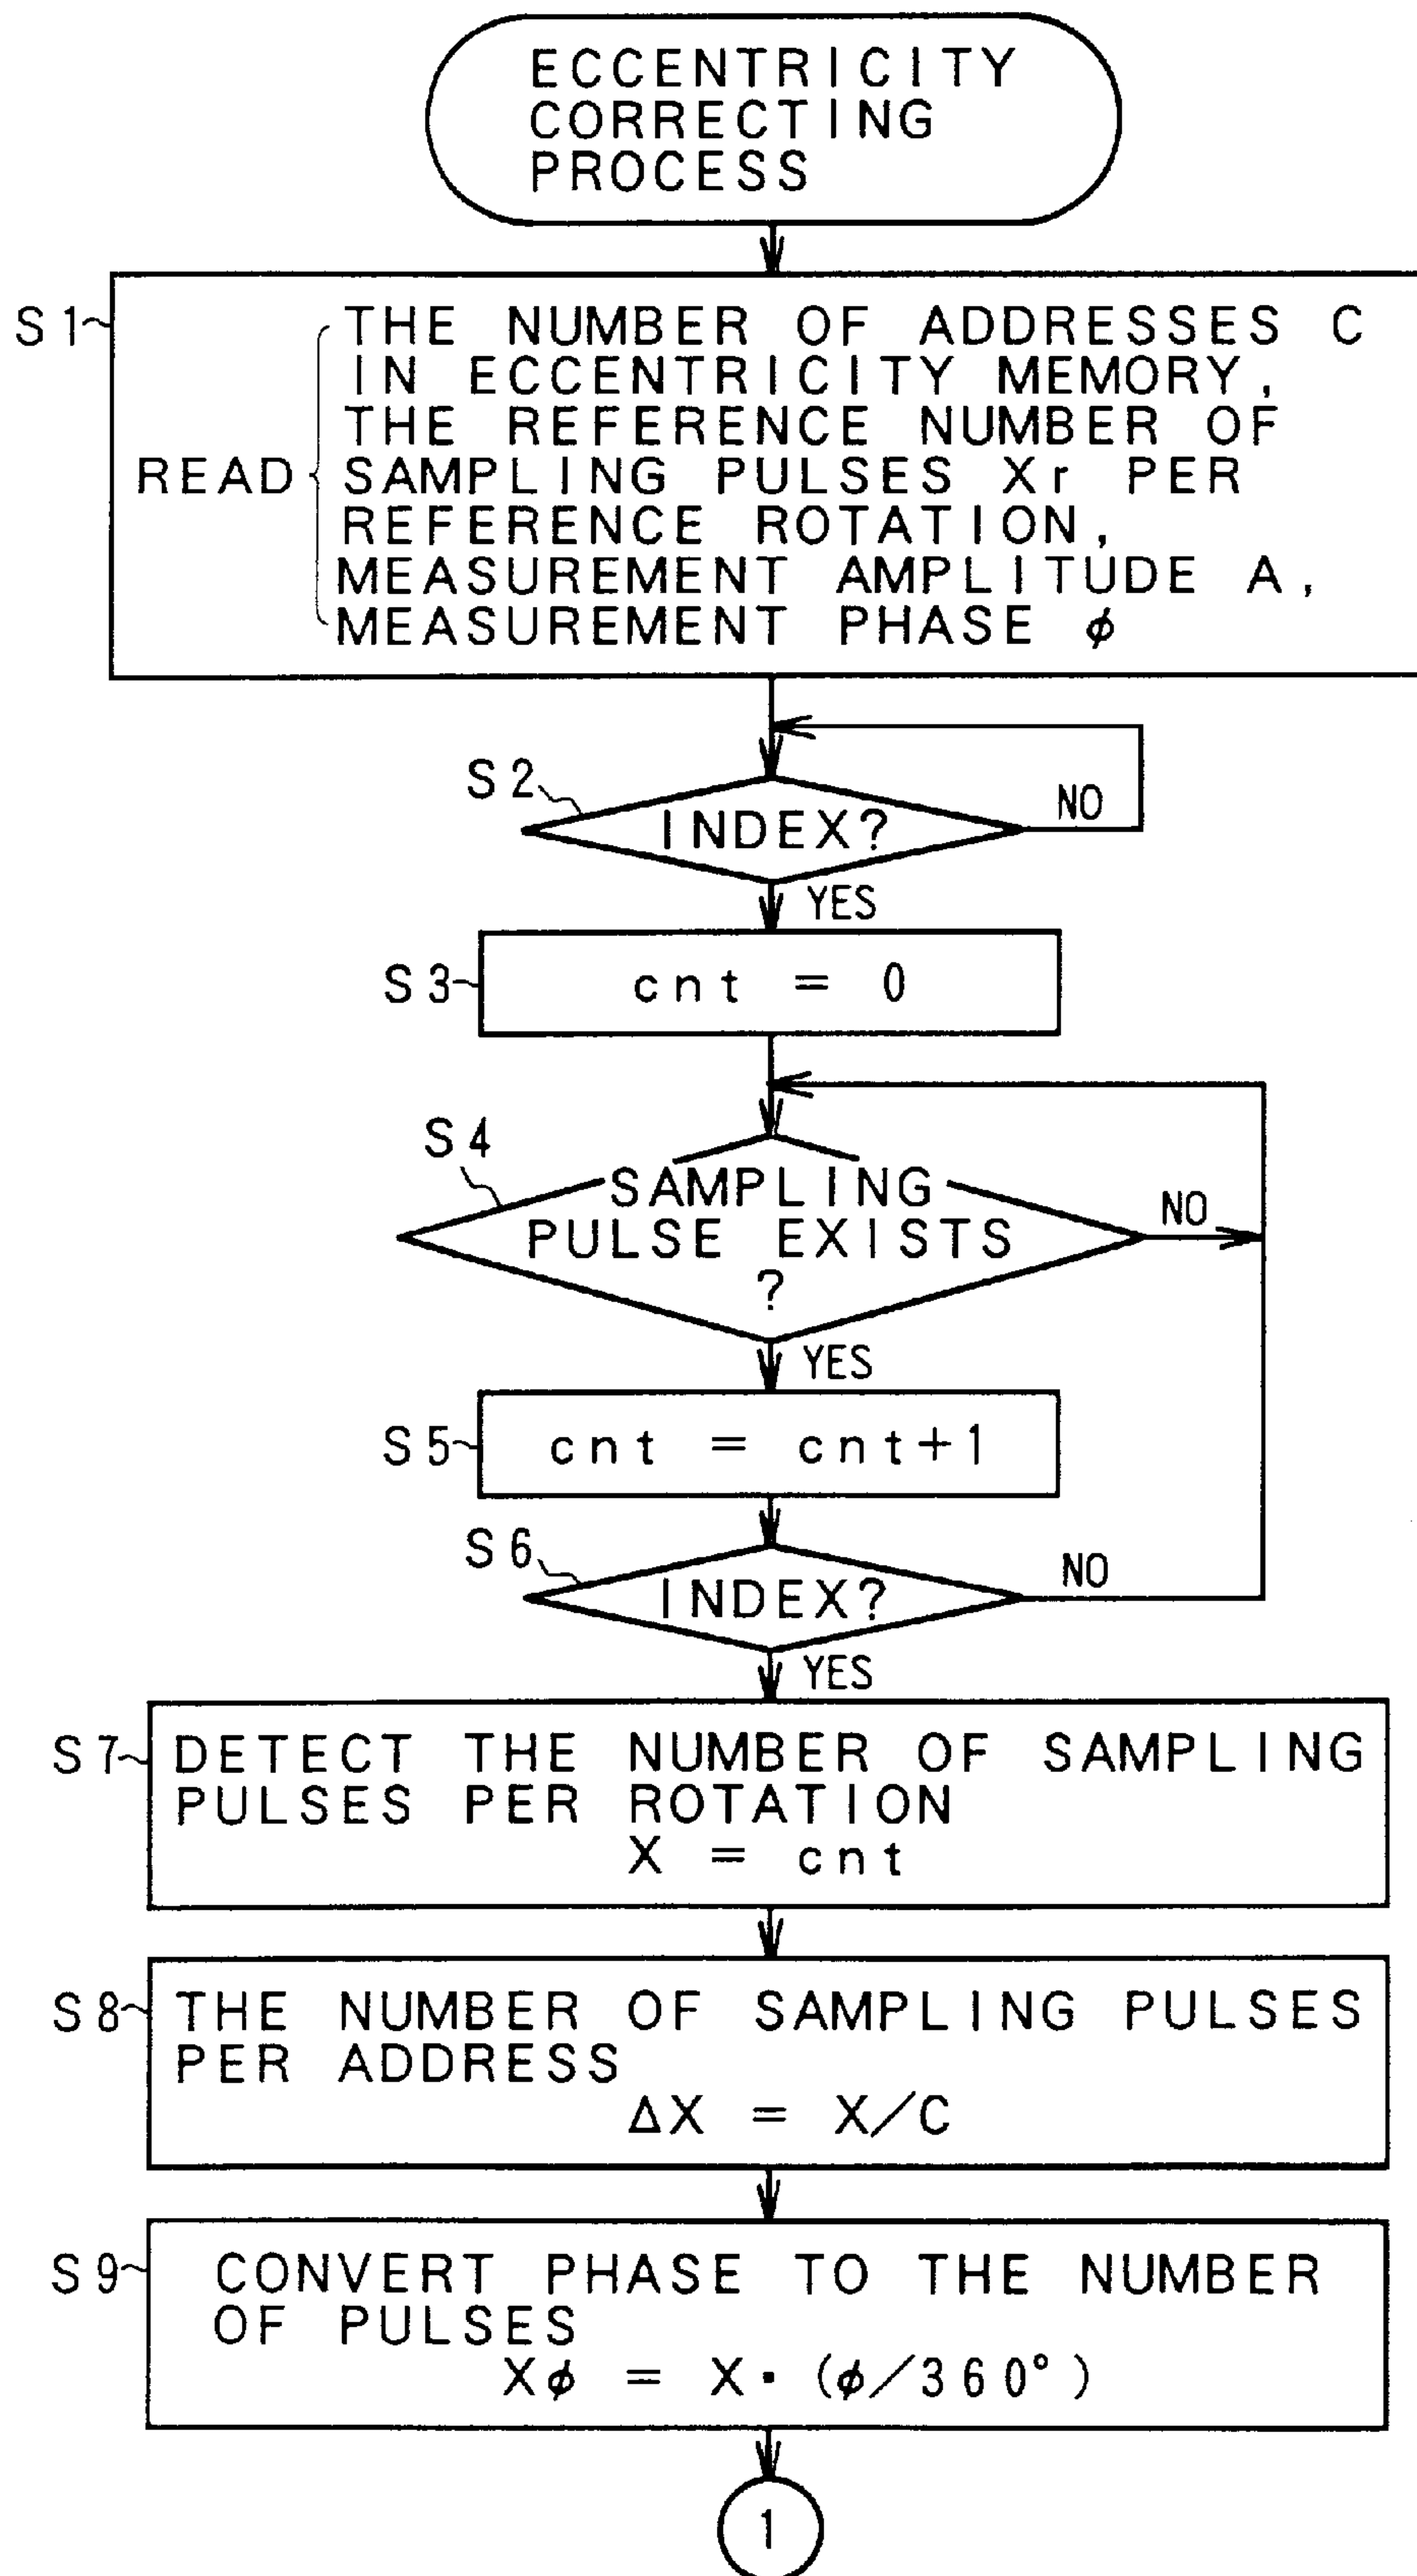 ECCENTRICITY
CORRECTING
PROCESS
S1
READ
THE NUMBER OF ADDRESSES C
IN ECCENTRICITY MEMORY,
THE REFERENCE NUMBER OF
SAMPLING PULSES Xr PER
REFERENCE ROTATION,
MEASUREMENT AMPLITUDE A,
MEASUREMENT PHASE ϕ
S2
INDEX?
NO
YES
S3
cnt = 0
S4
SAMPLING
PULSE EXISTS
?
NO
YES
S5
cnt = cnt+1
S6
INDEX?
NO
YES
S7
DETECT THE NUMBER OF SAMPLING
PULSES PER ROTATION
X = cnt
S8
THE NUMBER OF SAMPLING PULSES
PER ADDRESS
ΔX = X/C
S9
CONVERT PHASE TO THE NUMBER
OF PULSES
Xϕ = X·(ϕ/360°)
1